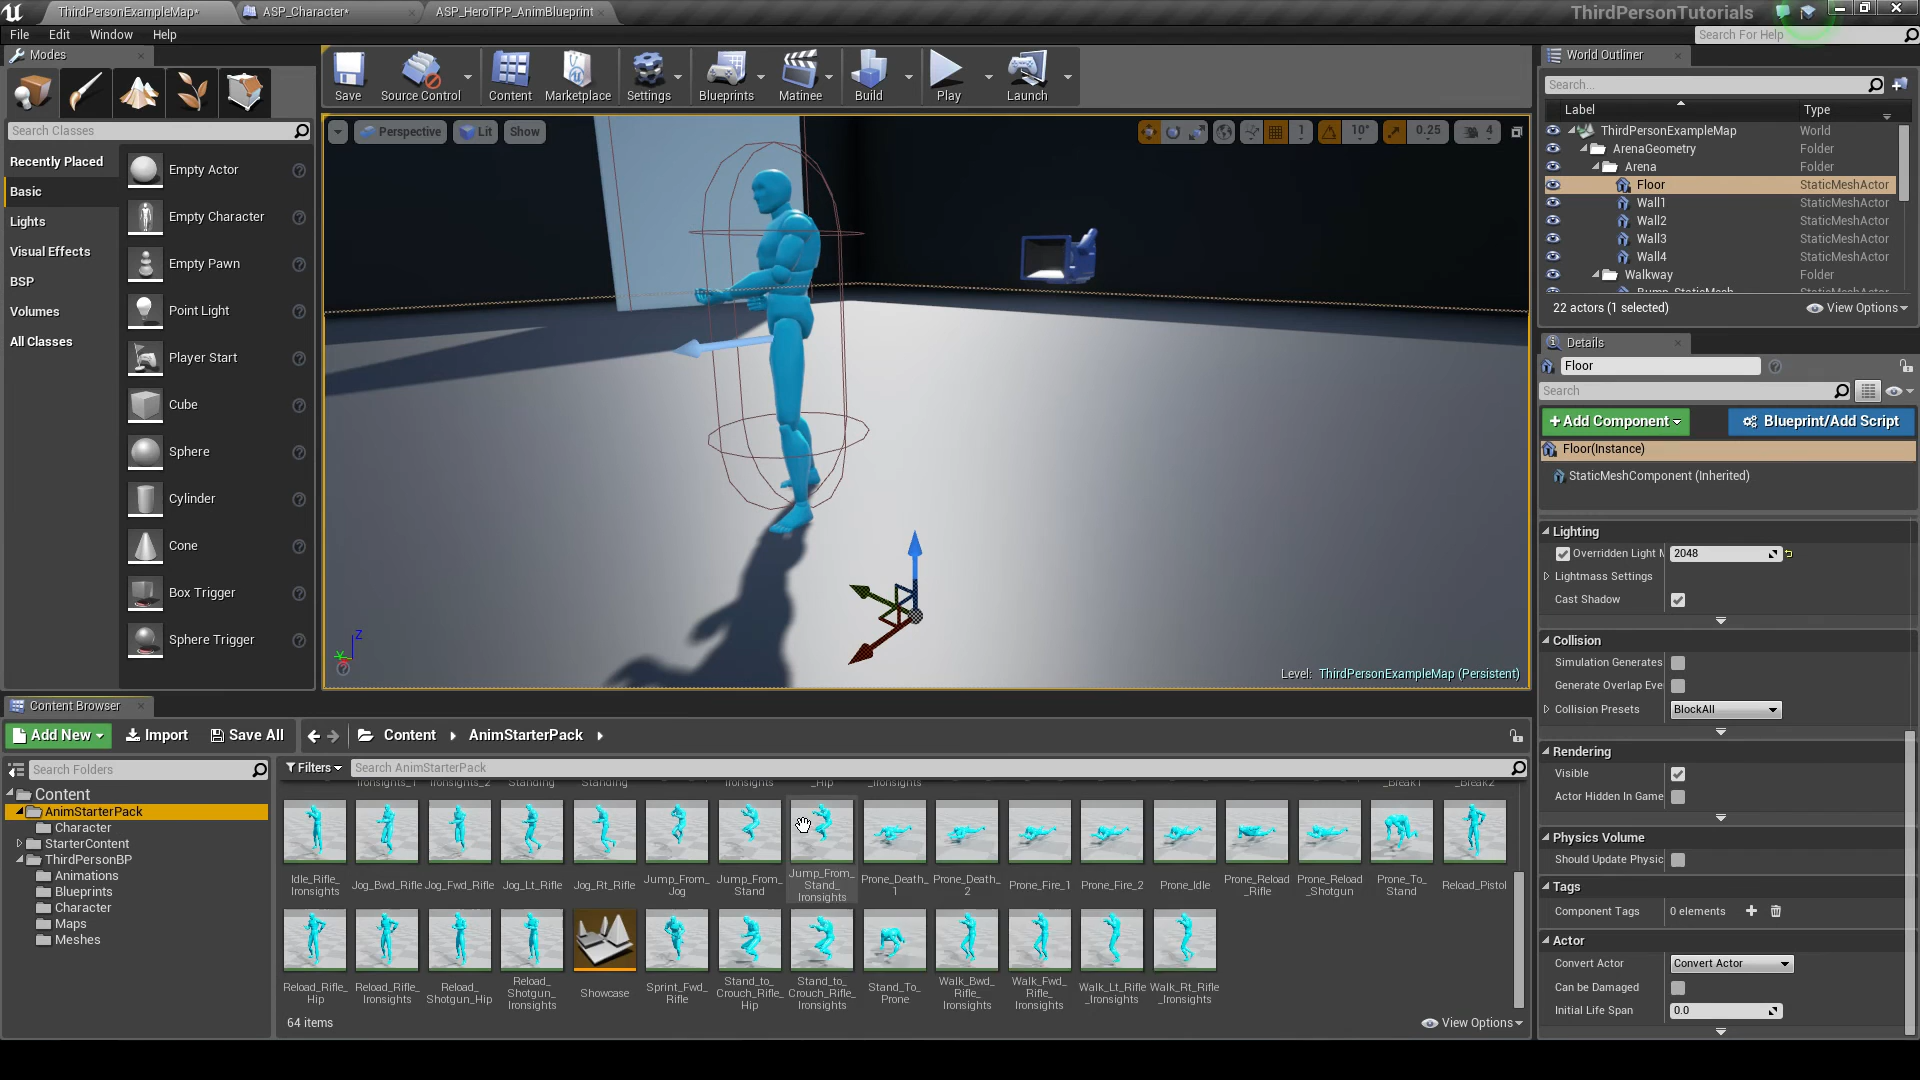 ThirdPersonExampleMap*
ASP_Character*
ASP_HeroTPP_AnimBlueprint
ThirdPersonTutorials
File Edit Window Help
Search For Help
Modes
Save
Source Control
Content
Marketplace
Settings
Blueprints
Matinee
Build
Play
Launch
Search Classes
Recently Placed
Basic
Lights
Visual Effects
BSP
Volumes
All Classes
Empty Actor
Empty Character
Empty Pawn
Point Light
Player Start
Cube
Sphere
Cylinder
Cone
Box Trigger
Sphere Trigger
Perspective
Lit
Show
1
10°
0.25
4
Z
Y
Level: ThirdPersonExampleMap (Persistent)
World Outliner
Search...
Label Type
ThirdPersonExampleMap World
ArenaGeometry Folder
Arena Folder
Floor StaticMeshActor
Wall1 StaticMeshActor
Wall2 StaticMeshActor
Wall3 StaticMeshActor
Wall4 StaticMeshActor
Walkway Folder
Bump_StaticMesh
22 actors (1 selected)
View Options
Details
Floor
Search
+Add Component
Blueprint/Add Script
Floor(Instance)
StaticMeshComponent (Inherited)
Lighting
Overridden Light M
2048
Lightmass Settings
Cast Shadow
Collision
Simulation Generates
Generate Overlap Eve
Collision Presets
BlockAll
Rendering
Visible
Actor Hidden In Game
Physics Volume
Should Update Physic
Tags
Component Tags
0 elements
Actor
Convert Actor
Convert Actor
Can be Damaged
Initial Life Span
0.0
Content Browser
Add New
Import
Save All
Content
AnimStarterPack
Search Folders
Filters
Search AnimStarterPack
Content
AnimStarterPack
Character
StarterContent
ThirdPersonBP
Animations
Blueprints
Character
Maps
Meshes
Ironsights_1
Ironsights_2
Standing
Standing
Ironsights
_Hip
_Ironsights
_Break1
_Break2
Idle_Rifle_
Ironsights
Jog_Bwd_Rifle
Jog_Fwd_Rifle
Jog_Lt_Rifle
Jog_Rt_Rifle
Jump_From_
Jog
Jump_From_
Stand
Jump_From_
Stand_
Ironsights
Prone_Death_
1
Prone_Death_
2
Prone_Fire_1
Prone_Fire_2
Prone_Idle
Prone_Reload
_Rifle
Prone_Reload
_Shotgun
Prone_To_
Stand
Reload_Pistol
Reload_Rifle_
Hip
Reload_Rifle_
Ironsights
Reload_
Shotgun_Hip
Reload_
Shotgun_
Ironsights
Showcase
Sprint_Fwd_
Rifle
Stand_to_
Crouch_Rifle_
Hip
Stand_to_
Crouch_Rifle_
Ironsights
Stand_To_
Prone
Walk_Bwd_
Rifle_
Ironsights
Walk_Fwd_
Rifle_
Ironsights
Walk_Lt_Rifle
_Ironsights
Walk_Rt_Rifle
_Ironsights
64 items
View Options